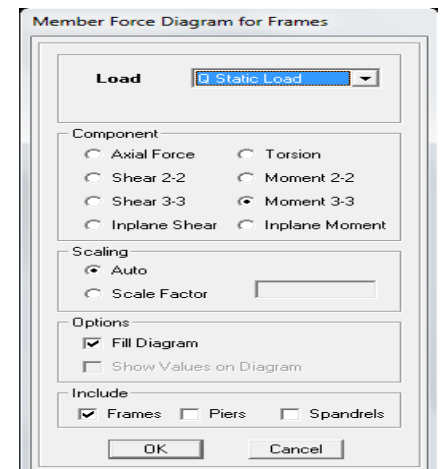 Member Force Diagram for Frames
Load Q Static Load
Component
Axial Force Torsion
Shear 2-2 Moment 2-2
Shear 3-3 Moment 3-3
Inplane Shear Inplane Moment
Scaling
Auto
Scale Factor
Options
Fill Diagram
Show Values on Diagram
Include
Frames Piers Spandrels
OK Cancel